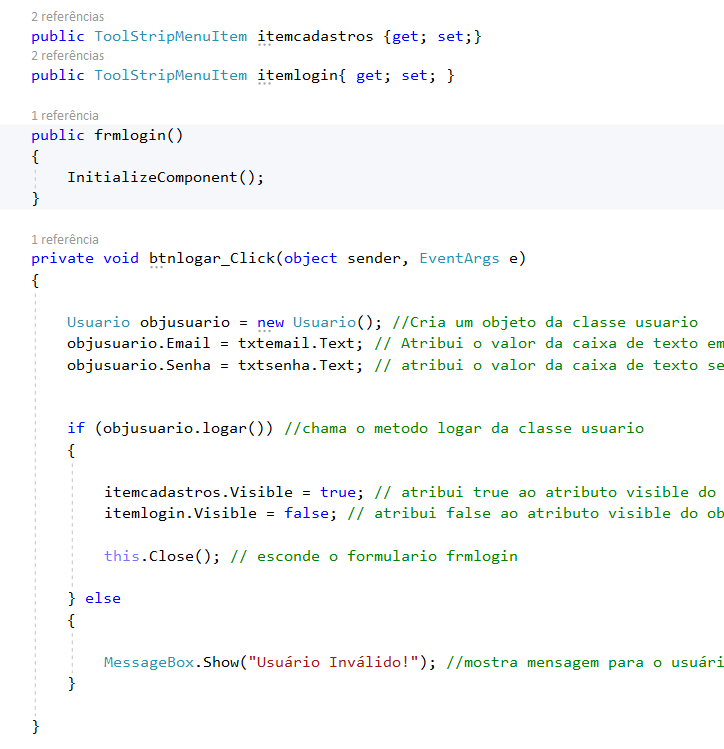 2 referências
public ToolStripMenuItem itemcadastros {get; set;}
2 referências
public ToolStripMenuItem itemlogin{ get; set; }
1 referência
public frmlogin()
{
InitializeComponent();
}
1 referência
private void btnlogar_Click(object sender, EventArgs e)
{
Usuario objusuario = new Usuario(); //Cria um objeto da classe usuario
objusuario.Email = txtemail.Text; // Atribui o valor da caixa de texto em
objusuario.Senha = txtsenha.Text; // atribui o valor da caixa de texto se
if (objusuario.logar()) //chama o metodo logar da classe usuario
{
itemcadastros.Visible = true; // atribui true ao atributo visible do
itemlogin.Visible = false; // atribui false ao atributo visible do ob
this.Close(); // esconde o formulario frmlogin
} else
{
MessageBox.Show("Usuário Inválido!"); //mostra mensagem para o usuári
}
}